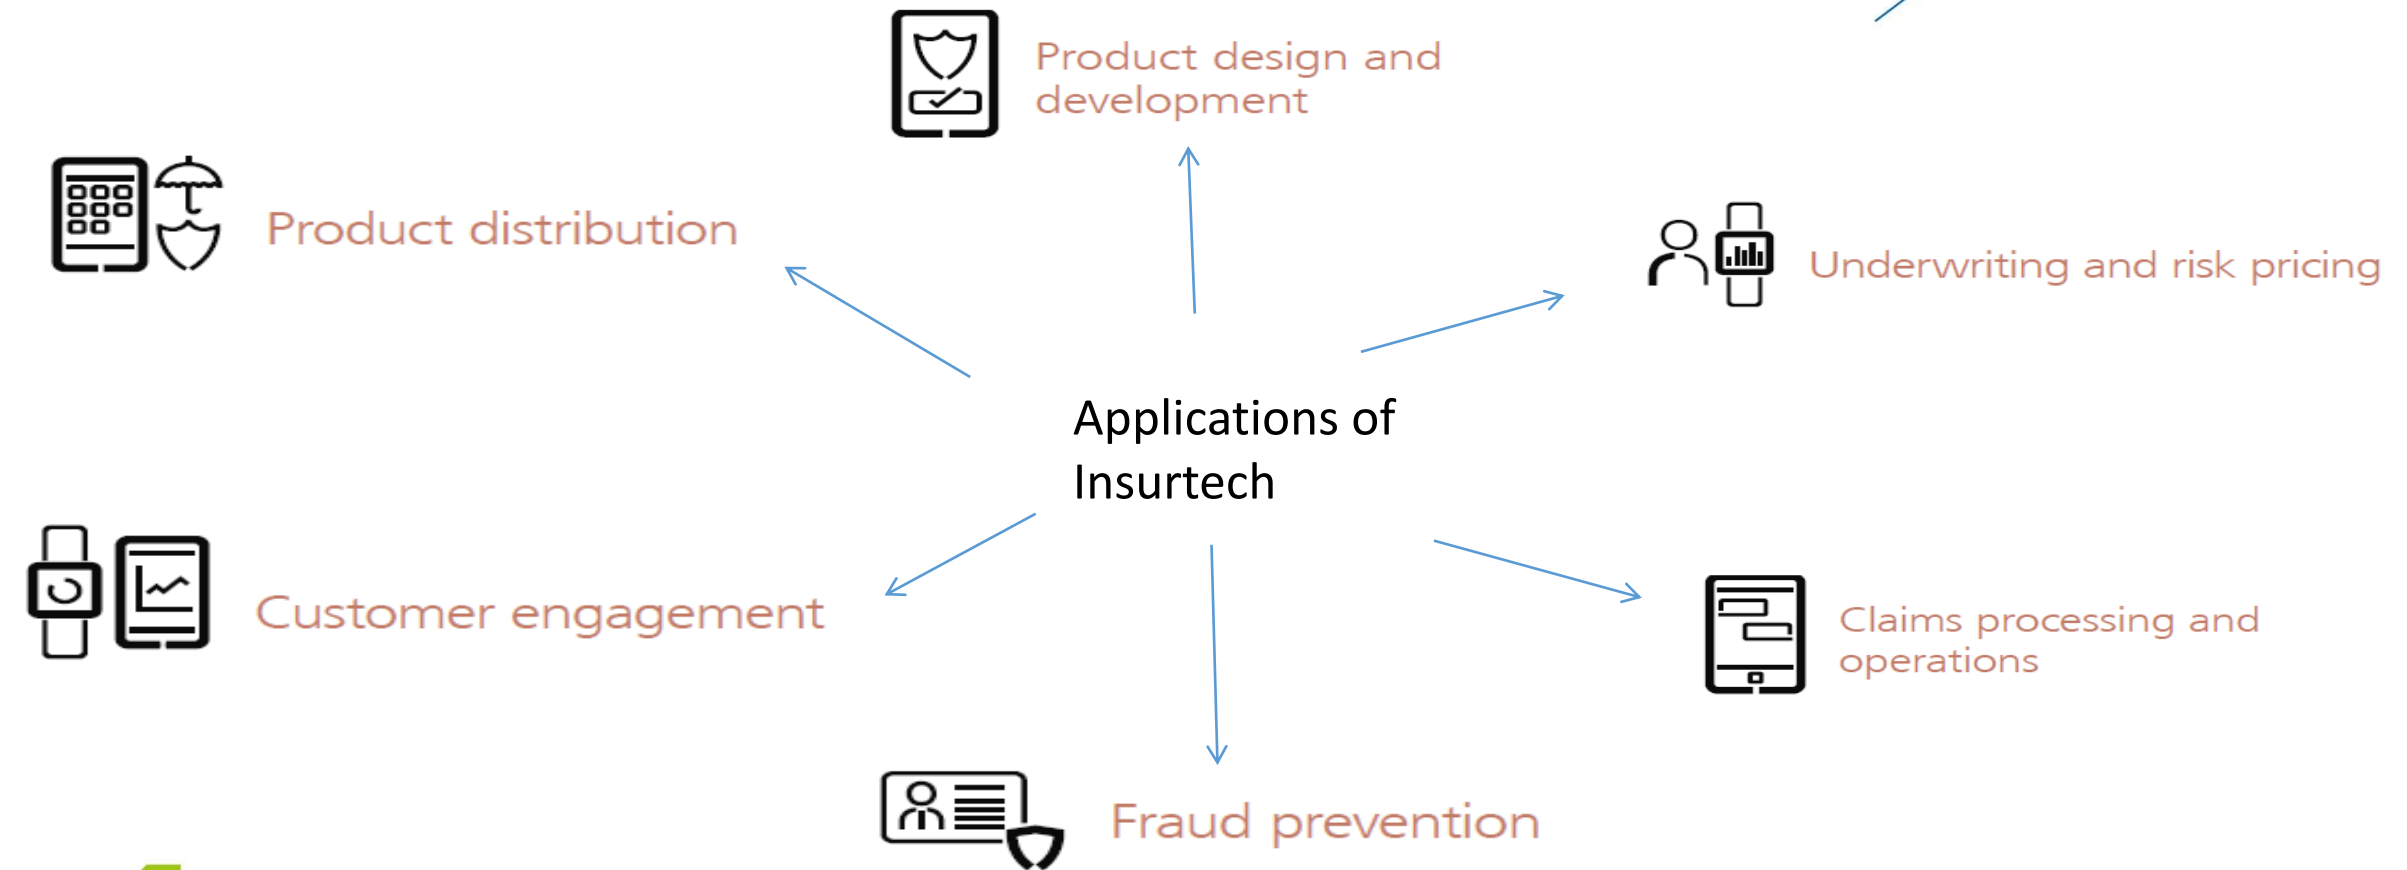 Product design and
development
Product distribution
Underwriting and risk pricing
Applications of
Insurtech
Customer engagement
Claims processing and
operations
Fraud prevention